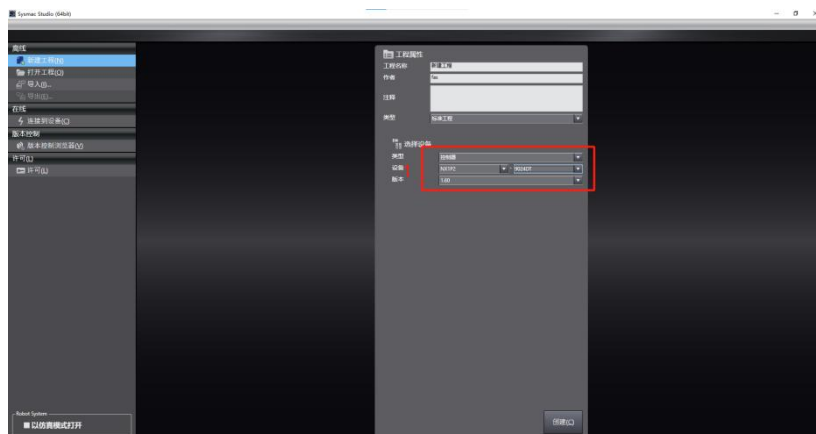 Sysmac Studio (64bit)
离线
新建工程(N)
打开工程(O)
导入(I)...
导出(E)...
在线
连接到设备(C)
版本控制
版本控制浏览器(V)
许可(L)
许可(L)
工程属性
工程名称 新建工程
作者
注释
类型 标准工程
选择设备
类型 控制器
设备 NX1P2 - 9024DT
版本 1.60
Robot System
以仿真模式打开
创建(C)